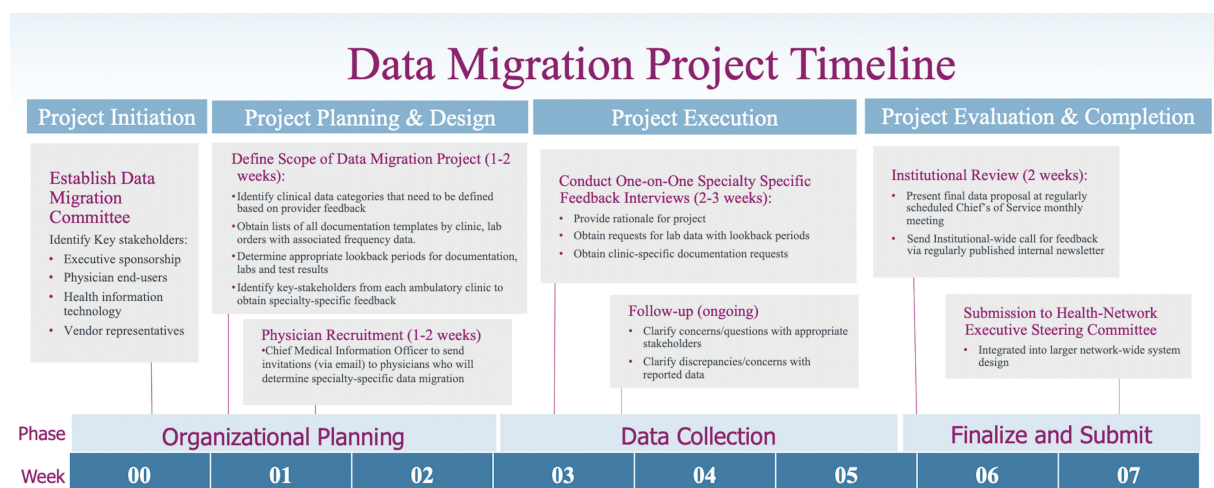 Data Migration Project Timeline
Project Initiation
Project Planning & Design
Project Execution
Project Evaluation & Completion
Establish Data
Migration
Committee
Identify Key stakeholders:
• Executive sponsorship
• Physician end-users
• Health information
technology
• Vendor representatives
Define Scope of Data Migration Project (1-2
weeks):
•Identify clinical data categories that need to be defined
based on provider feedback
•Obtain lists of all documentation templates by clinic, lab
orders with associated frequency data.
•Determine appropriate lookback periods for documentation,
labs and test results
•Identify key-stakeholders from each ambulatory clinic to
obtain specialty-specific feedback
Physician Recruitment (1-2 weeks)
•Chief Medical Information Officer to send
invitations (via email) to physicians who will
determine specialty-specific data migration
Conduct One-on-One Specialty Specific
Feedback Interviews (2-3 weeks):
• Provide rationale for project
• Obtain requests for lab data with lookback periods
• Obtain clinic-specific documentation requests
Follow-up (ongoing)
• Clarify concerns/questions with appropriate
stakeholders
• Clarify discrepancies/concerns with
reported data
Institutional Review (2 weeks):
• Present final data proposal at regularly
scheduled Chief's of Service monthly
meeting
• Send Institutional-wide call for feedback
via regularly published internal newsletter
Submission to Health-Network
Executive Steering Committee
• Integrated into larger network-wide system
design
Phase
Organizational Planning
Data Collection
Finalize and Submit
Week
00
01
02
03
04
05
06
07